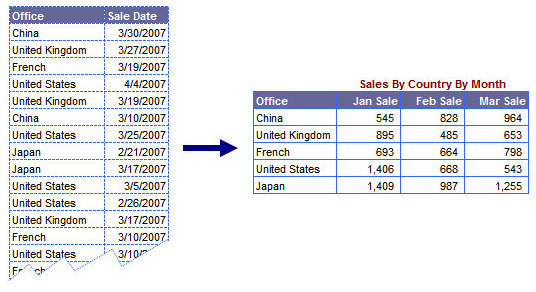 Office Sale Date
China 3/30/2007
United Kingdom 3/27/2007
French 3/19/2007
United States 4/4/2007
United Kingdom 3/19/2007
China 3/10/2007
United States 3/25/2007
Japan 2/21/2007
Japan 3/17/2007
United States 3/5/2007
United States 2/26/2007
United Kingdom 3/17/2007
French 3/10/2007
United States
Sales By Country By Month
Office Jan Sale Feb Sale Mar Sale
China 545 828 964
United Kingdom 895 485 653
French 693 664 798
United States 1,406 668 543
Japan 1,409 987 1,255